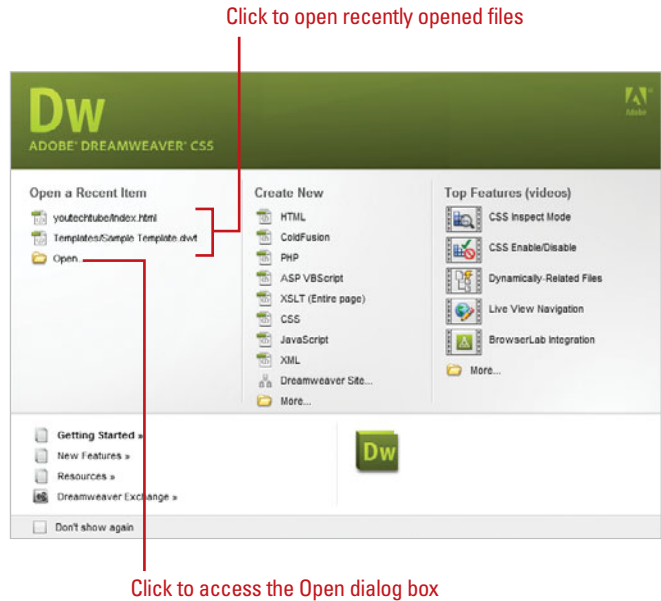 Click to open recently opened files
Dw
ADOBE® DREAMWEAVER® CS5
Adobe
Open a Recent Item
youtechtube/index.html
Templates/Sample Template.dwt
Open...
Create New
HTML
ColdFusion
PHP
ASP VBScript
XSLT (Entire page)
CSS
JavaScript
XML
Dreamweaver Site...
More...
Top Features (videos)
CSS Inspect Mode
CSS Enable/Disable
Dynamically-Related Files
Live View Navigation
BrowserLab Integration
More...
Getting Started »
New Features »
Resources »
Dreamweaver Exchange »
Dw
Don't show again
Click to access the Open dialog box